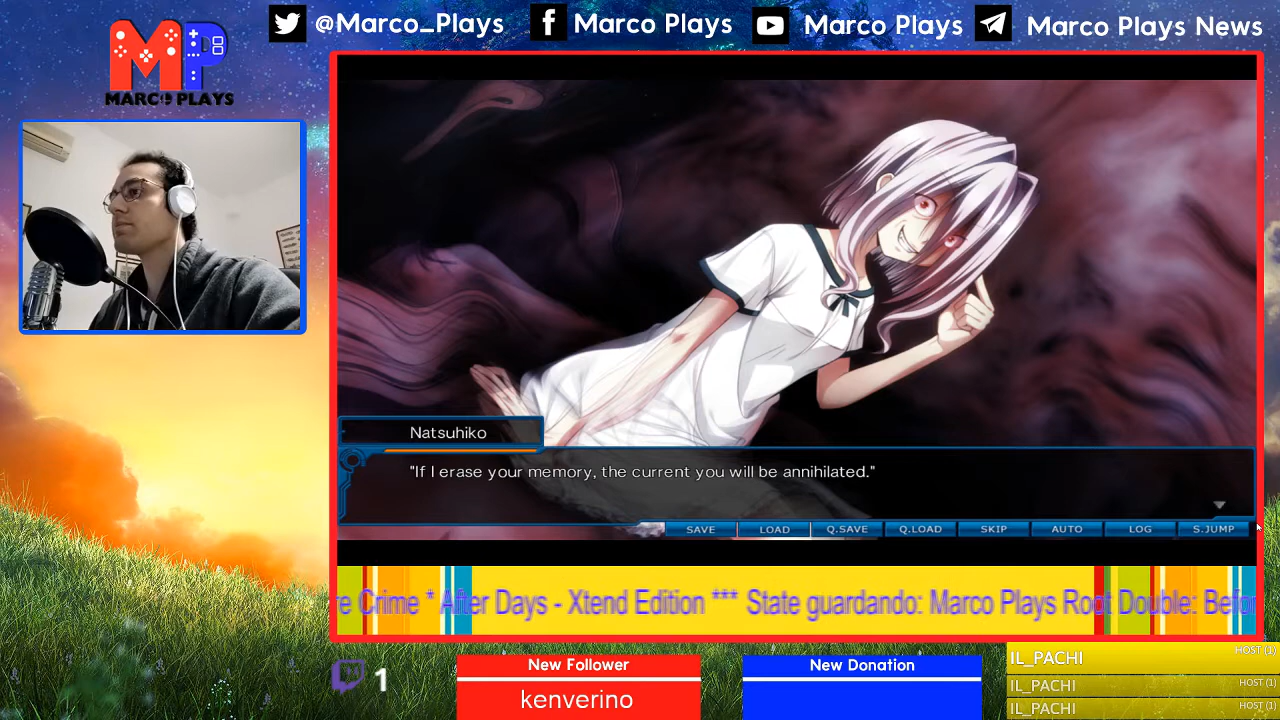 @Marco_Plays
Marco Plays
Marco Plays
Marco Plays News
MP
MARCO PLAYS
Natsuhiko
"If I erase your memory, the current you will be annihilated."
SAVE LOAD Q.SAVE Q.LOAD SKIP AUTO LOG S.JUMP
re Crime * After Days - Xtend Edition *** State guardando: Marco Plays Root Double: Befor
1
New Follower
kenverino
New Donation
IL_PACHI HOST (1)
IL_PACHI HOST (1)
IL_PACHI HOST (1)